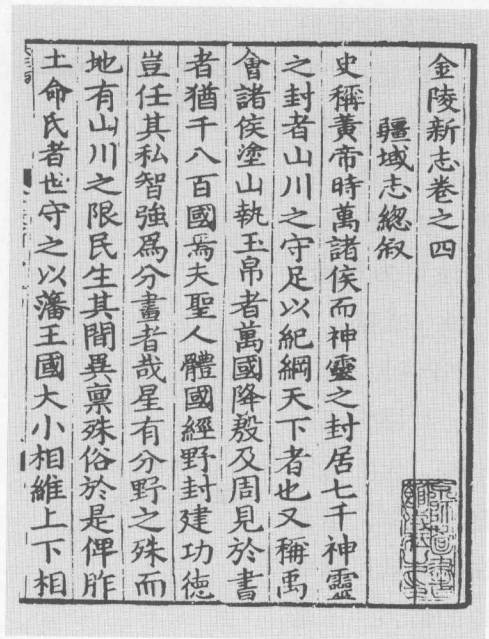 金陵新志卷之四
疆域志總敘
史稱黃帝時萬諸侯而神靈之封居七千神靈
之封者山川之守足以紀綱天下者也又稱禹
會諸侯塗山執玉帛者萬國降殷及周見於書
者猶千八百國焉夫聖人體國經野封建功德
豈任其私智強爲分畫者哉星有分野之殊而
地有山川之限民生其間異稟殊俗於是俾胙
土命氏者世守之以藩王國大小相維上下相